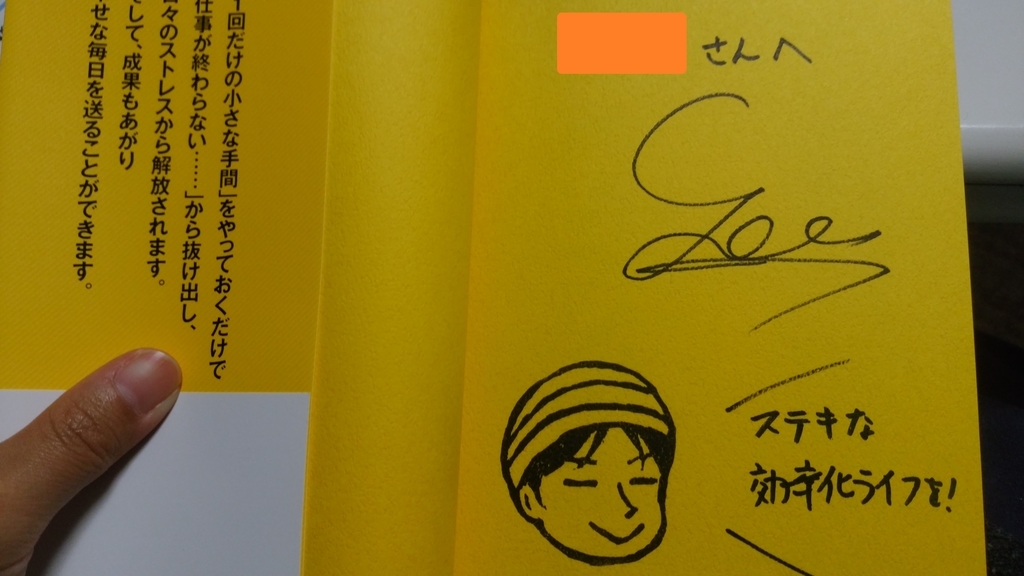 さんへ
ステキな
効率化ライフを!
1回だけの小さな手間」をやっておくだけで
仕事が終わらない……」から抜け出し、
々のストレスから解放されます。
して、成果もあがり
せな毎日を送ることができます。